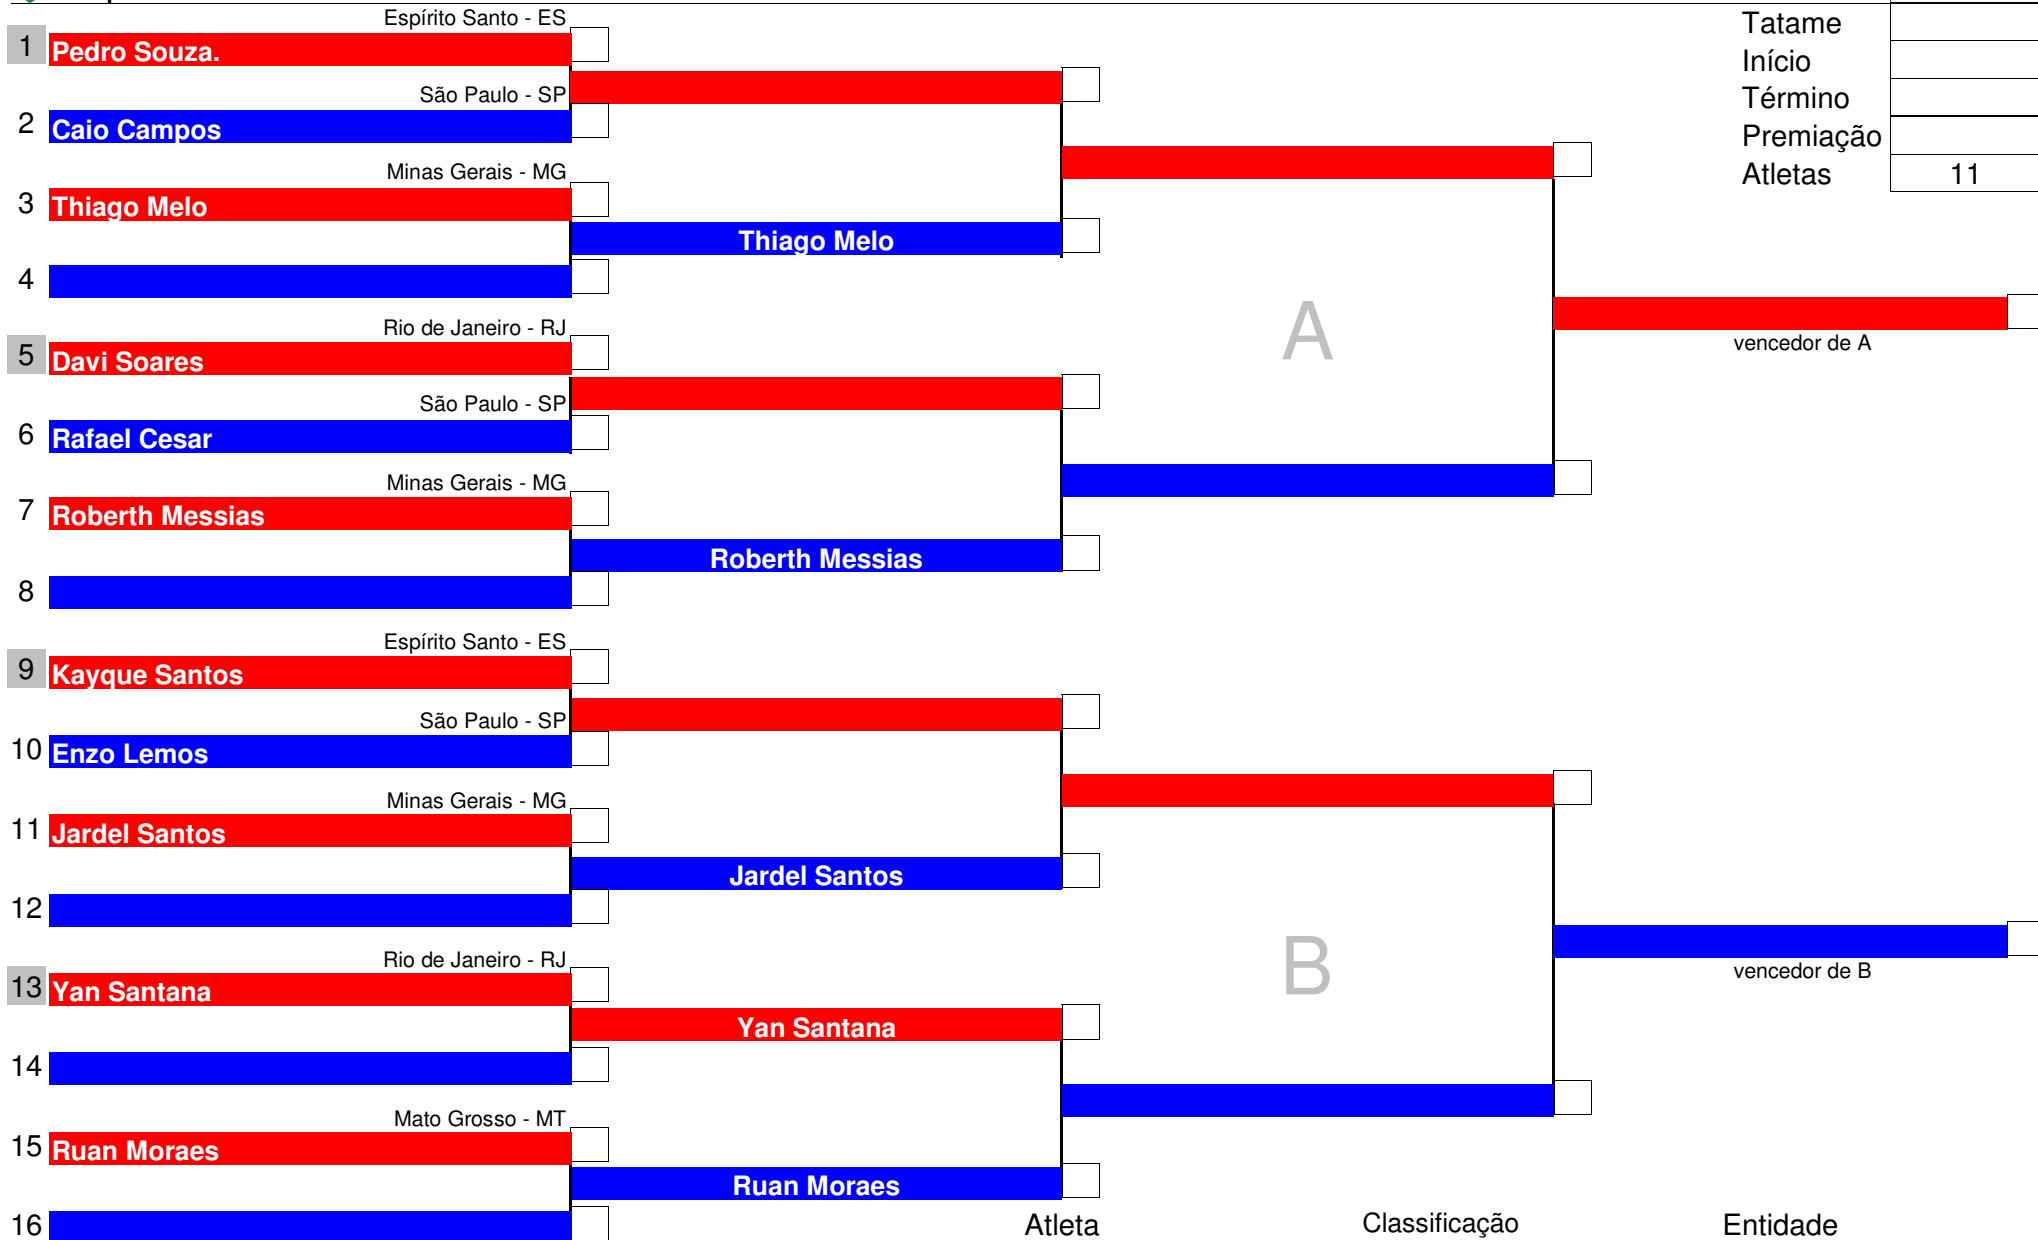 Espírito Santo - ES
1 Pedro Souza.
São Paulo - SP
2 Caio Campos
Minas Gerais - MG
3 Thiago Melo
Thiago Melo
4
Rio de Janeiro - RJ
5 Davi Soares
São Paulo - SP
6 Rafael Cesar
Minas Gerais - MG
7 Roberth Messias
Roberth Messias
8
Espírito Santo - ES
9 Kayque Santos
São Paulo - SP
10 Enzo Lemos
Minas Gerais - MG
11 Jardel Santos
Jardel Santos
12
Rio de Janeiro - RJ
13 Yan Santana
Yan Santana
14
Mato Grosso - MT
15 Ruan Moraes
Ruan Moraes
16
A
B
vencedor de A
vencedor de B
Tatame
Início
Término
Premiação
Atletas 11
Atleta Classificação Entidade